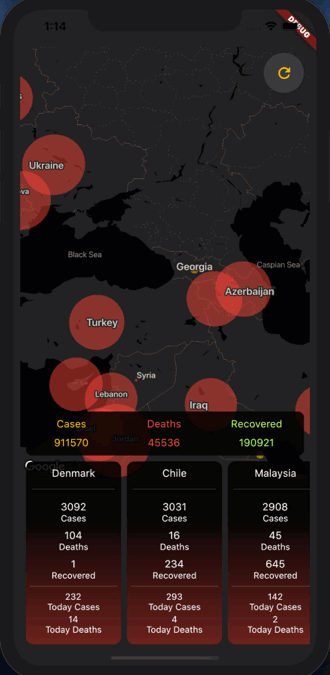 1:14
DEBUG
Ukraine
va
Black Sea
Georgia
Caspian Sea
Azerbaijan
Turkey
Syria
Lebanon
Iraq
Jordan
Cases Deaths Recovered
911570 45536 190921
Google
Denmark Chile Malaysia
3092 3031 2908
Cases Cases Cases
104 16 45
Deaths Deaths Deaths
1 234 645
Recovered Recovered Recovered
232 293 142
Today Cases Today Cases Today Cases
14 4 2
Today Deaths Today Deaths Today Deaths